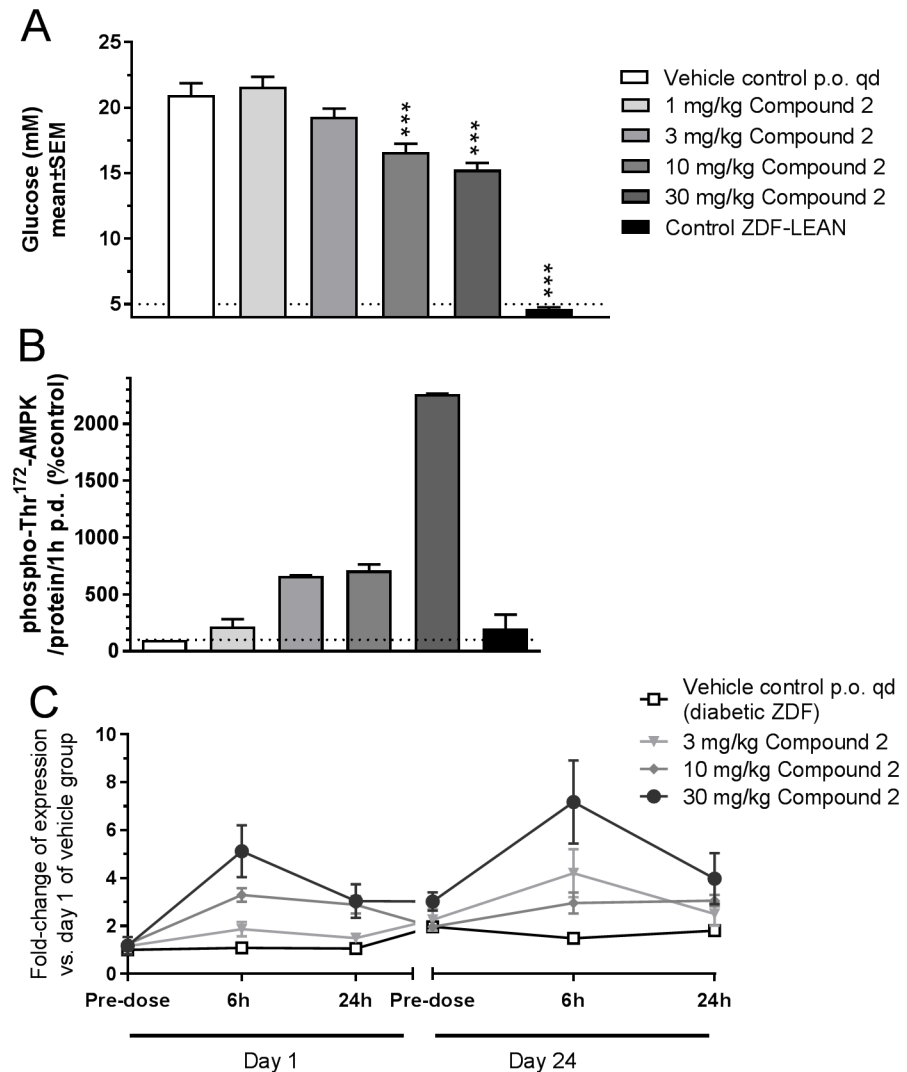 A
25
20
15
10
5
Glucose (mM)
mean±SEM
***
***
***
Vehicle control p.o. qd
1 mg/kg Compound 2
3 mg/kg Compound 2
10 mg/kg Compound 2
30 mg/kg Compound 2
Control ZDF-LEAN
B
2000
1500
1000
500
0
phospho-Thr¹⁷²-AMPK
/protein/1h p.d. (%control)
C
Vehicle control p.o. qd
(diabetic ZDF)
3 mg/kg Compound 2
10 mg/kg Compound 2
30 mg/kg Compound 2
10
8
6
4
2
0
Fold-change of expression
vs. day 1 of vehicle group
Pre-dose 6h 24h Pre-dose 6h 24h
Day 1 Day 24